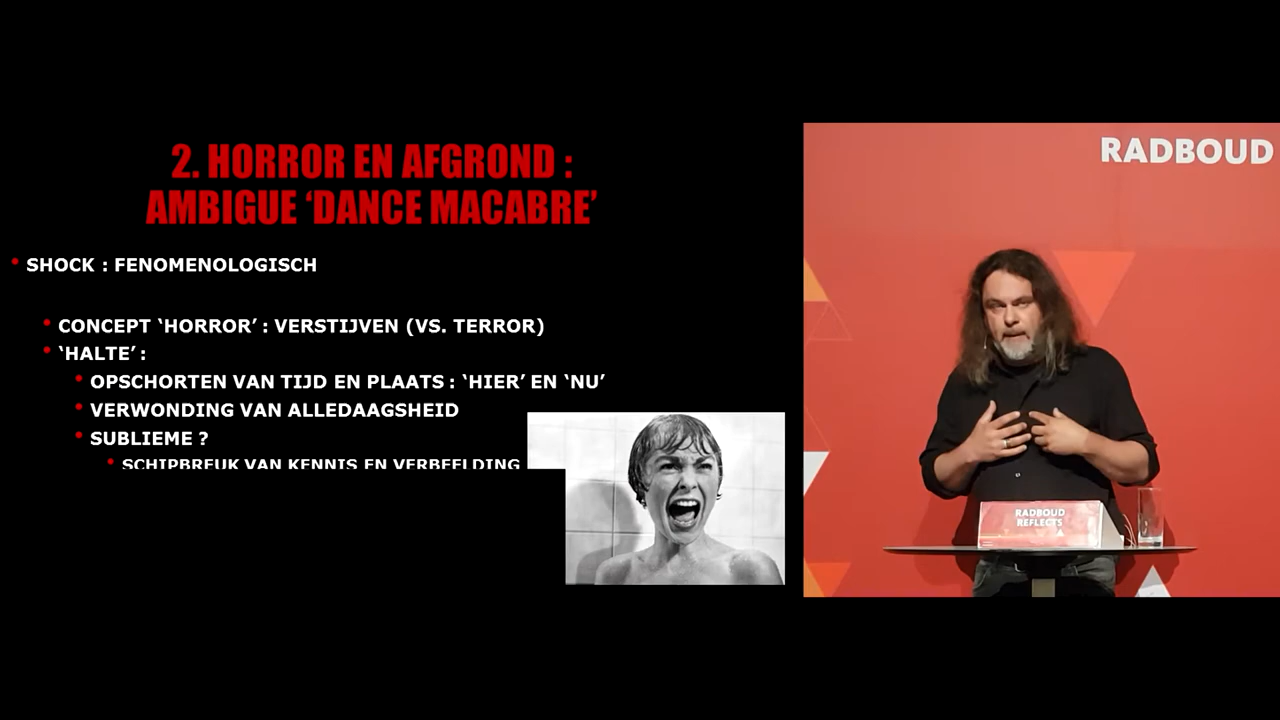 2. HORROR EN AFGROND :
AMBIGUE ‘DANCE MACABRE’
• SHOCK : FENOMENOLOGISCH
• CONCEPT ‘HORROR’ : VERSTIJVEN (VS. TERROR)
• ‘HALTE’ :
• OPSCHORTEN VAN TIJD EN PLAATS : ‘HIER’ EN ‘NU’
• VERWONDING VAN ALLEDAAGSHEID
• SUBLIEME ?
• SCHIPBREUK VAN KENNIS EN VERBEELDING
RADBOUD
RADBOUD
REFLECTS